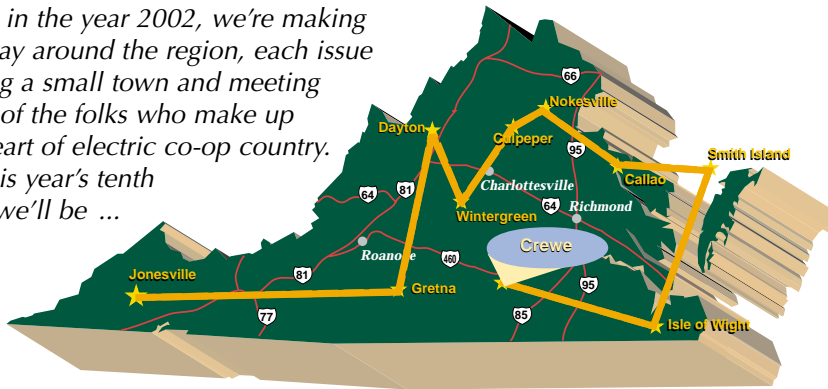 in the year 2002, we're making
ay around the region, each issue
g a small town and meeting
of the folks who make up
eart of electric co-op country.
is year's tenth
we'll be ...
66
Nokesville
Dayton
Culpeper
95
Smith Island
Callao
Charlottesville
64
81
64
Wintergreen
Richmond
Crewe
Roanoke
460
Jonesville
81
Gretna
95
77
85
Isle of Wight